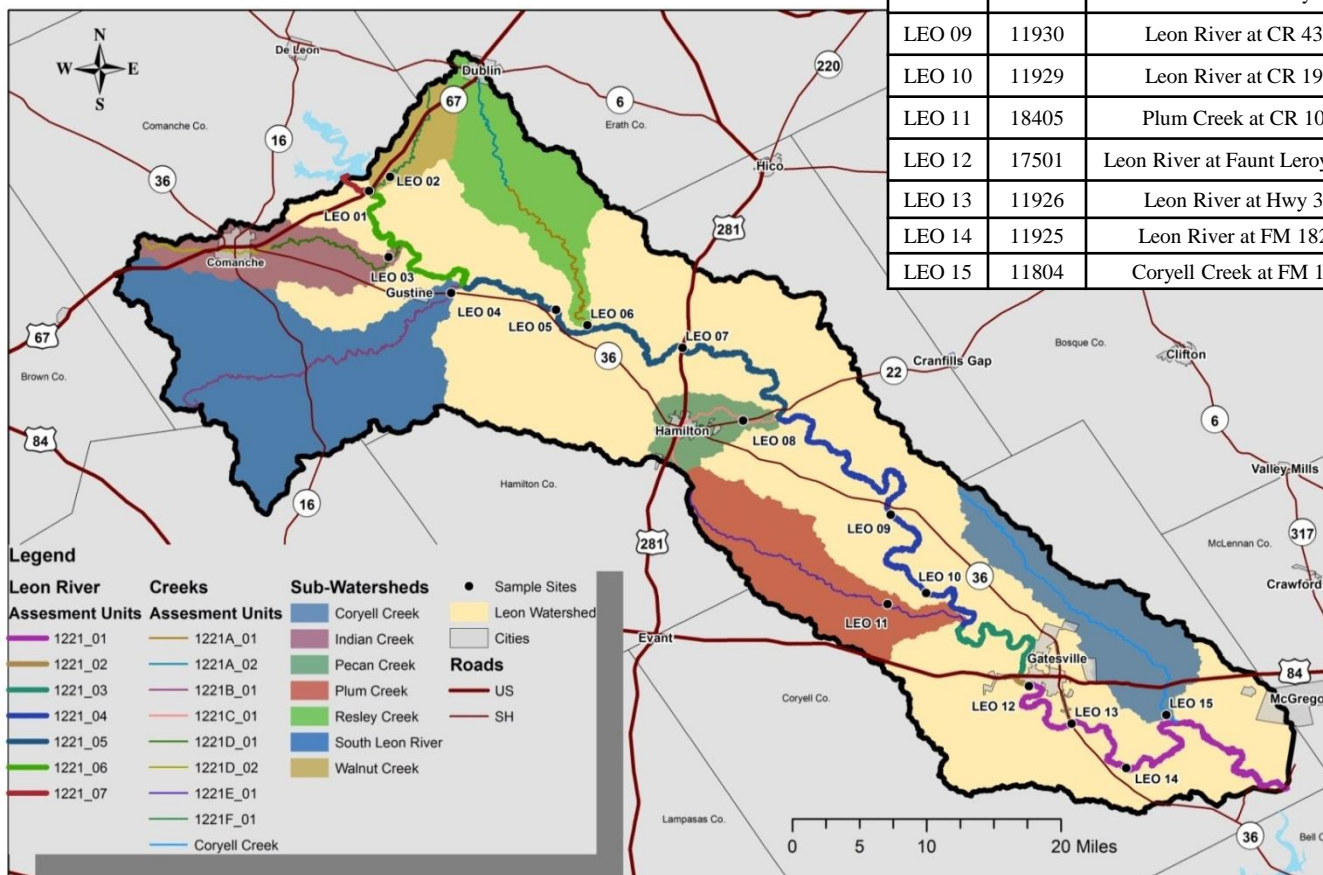 LEO 09 11930 Leon River at CR 43
LEO 10 11929 Leon River at CR 19
LEO 11 18405 Plum Creek at CR 10
LEO 12 17501 Leon River at Faunt Leroy
LEO 13 11926 Leon River at Hwy 3
LEO 14 11925 Leon River at FM 182
LEO 15 11804 Coryell Creek at FM 1
N
W E
S
De Leon
Dublin
220
67
6
Comanche Co.
Erath Co.
16
36
Hico
LEO 02
LEO 01
281
Comanche
LEO 03
Gustine
LEO 04
LEO 05
LEO 06
LEO 07
67
36
Bosque Co.
Clifton
Cranfills Gap
22
Brown Co.
84
Hamilton
LEO 08
6
Valley Mills
Hamilton Co.
16
LEO 09
317
281
McLennan Co.
LEO 10
36
Crawford
LEO 11
Evant
Gatesville
84
Coryell Co.
McGrego
LEO 12
LEO 13
LEO 15
LEO 14
Lampasas Co.
36
Bell C
0 5 10 20 Miles
Legend
Leon River
Assesment Units
1221_01
1221_02
1221_03
1221_04
1221_05
1221_06
1221_07
Creeks
Assesment Units
1221A_01
1221A_02
1221B_01
1221C_01
1221D_01
1221D_02
1221E_01
1221F_01
Coryell Creek
Sub-Watersheds
Coryell Creek
Indian Creek
Pecan Creek
Plum Creek
Resley Creek
South Leon River
Walnut Creek
Sample Sites
Leon Watershed
Cities
Roads
US
SH